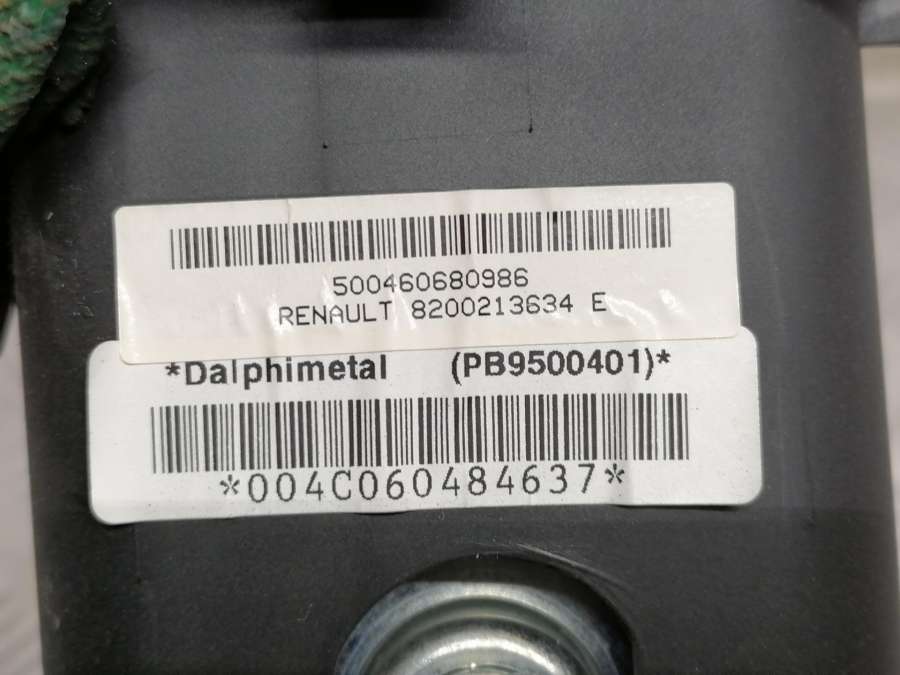 500460680986
RENAULT 8200213634 E
*Dalphimetal (PB9500401)*
*004C060484637*